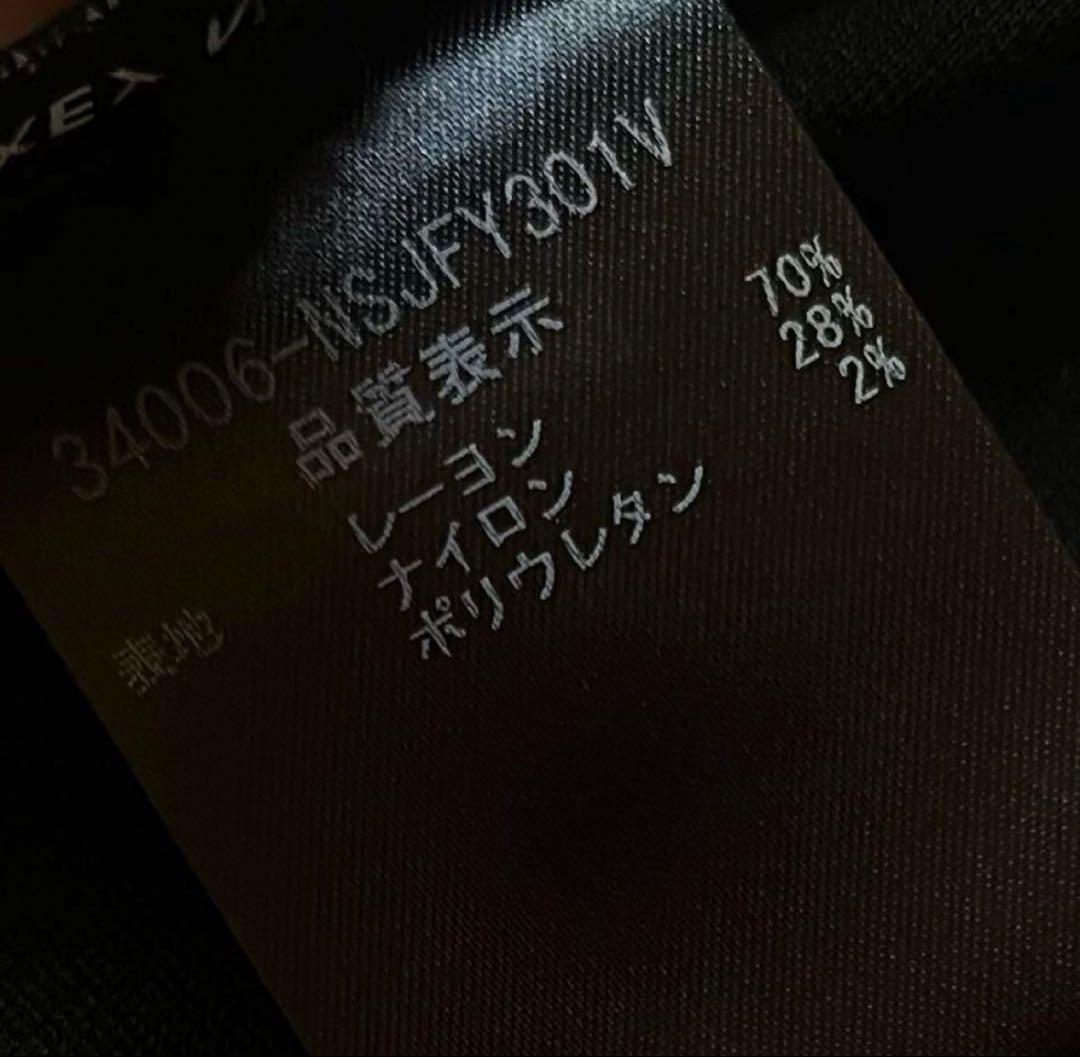 34006-NSJFY301V
品質表示
表地 レーヨン 70%
ナイロン 28%
ポリウレタン 2%